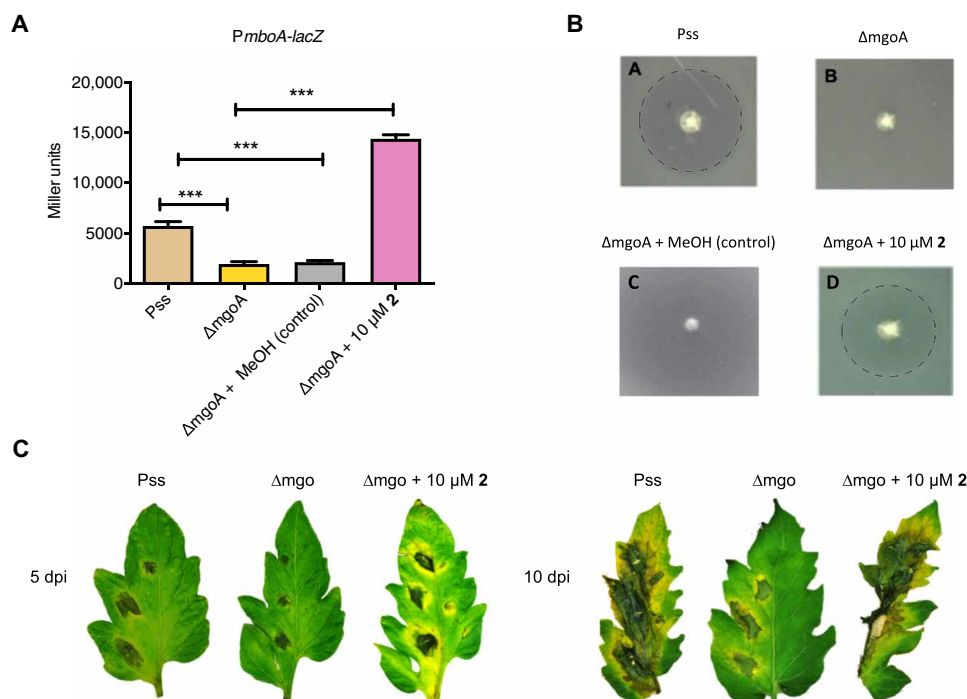 A
PmboA-lacZ
Miller units
20,000
15,000
10,000
5000
0
***
***
***
Pss
ΔmgoA
ΔmgoA + MeOH (control)
ΔmgoA + 10 µM 2
B
Pss
ΔmgoA
A
B
ΔmgoA + MeOH (control)
ΔmgoA + 10 µM 2
C
D
C
Pss
Δmgo
Δmgo + 10 µM 2
Pss
Δmgo
Δmgo + 10 µM 2
5 dpi
10 dpi